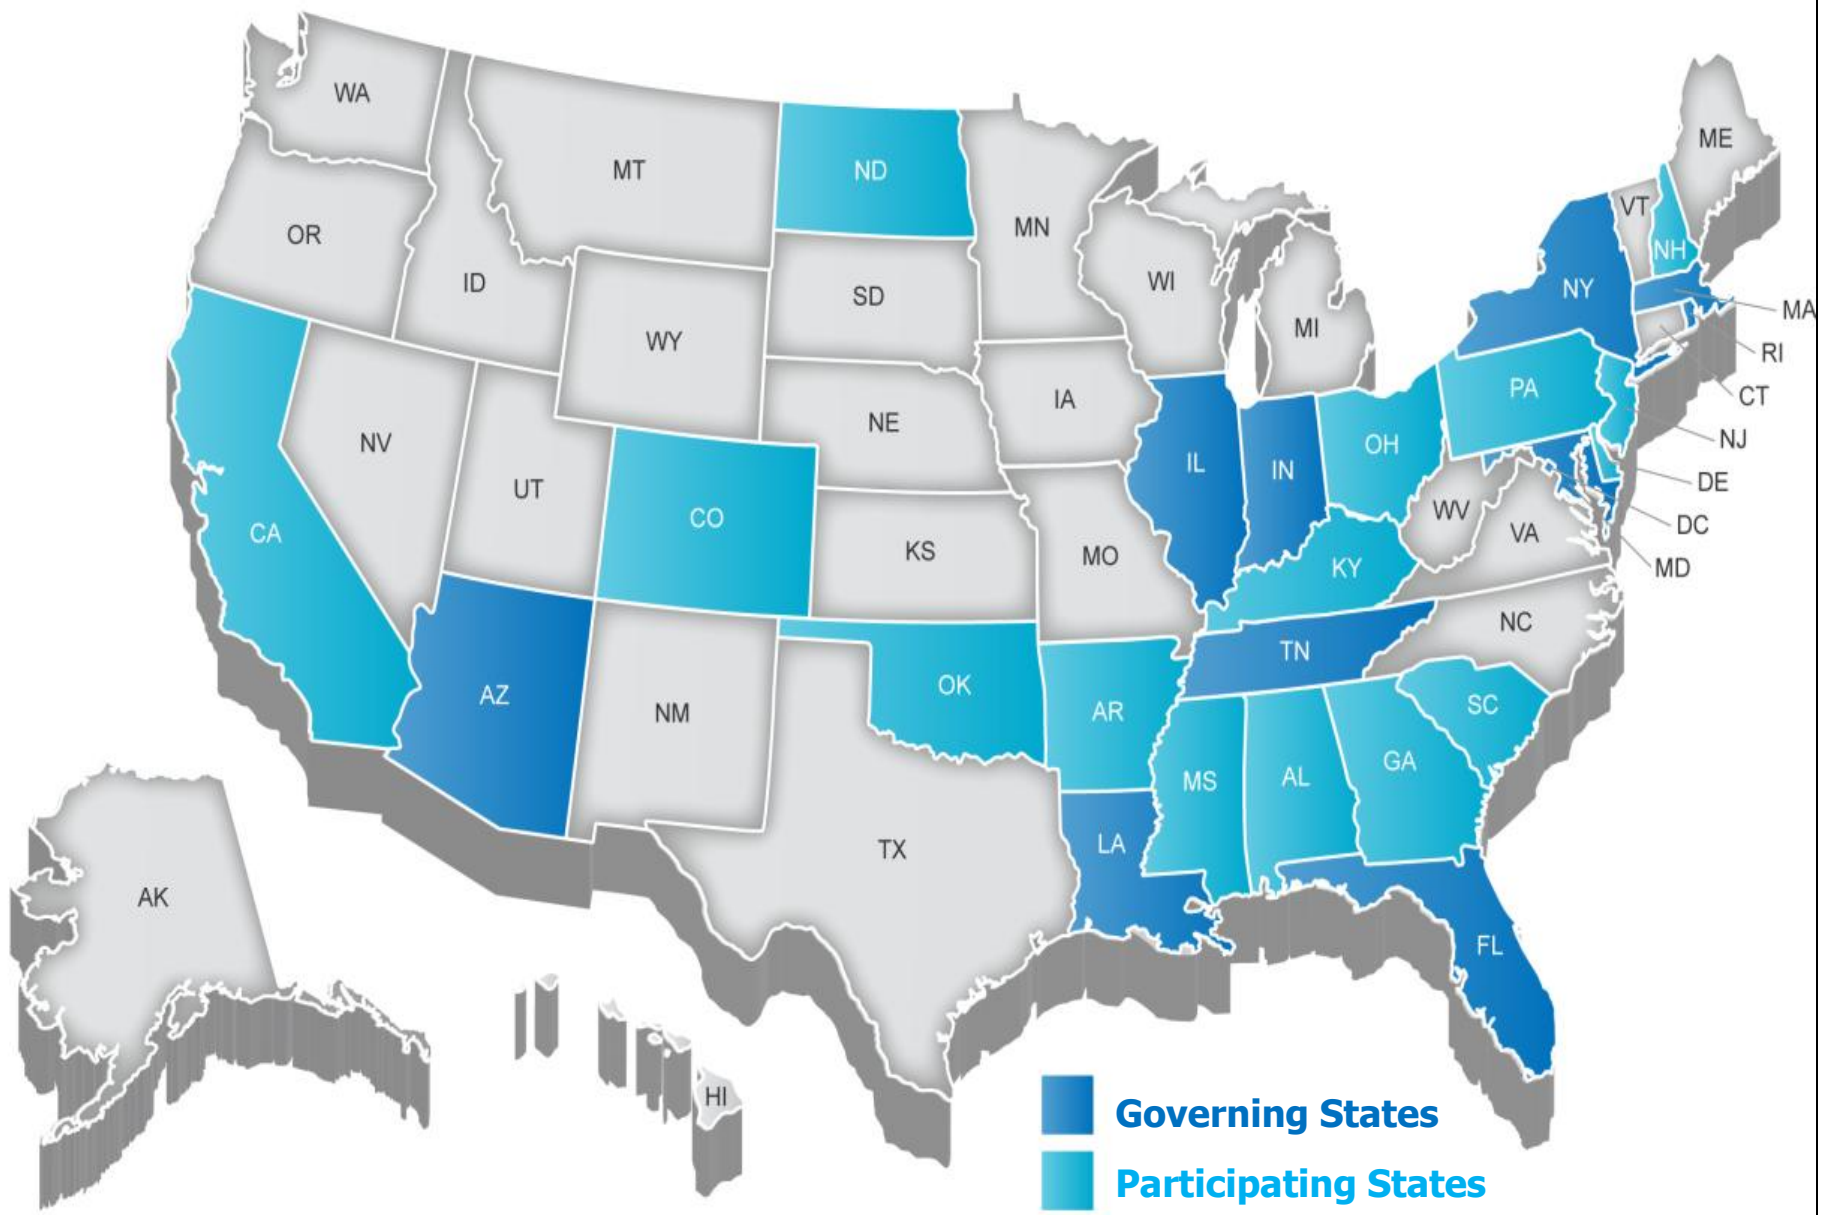 WA
ME
MT
ND
VT
MN
OR
NH
ID
WI
NY
SD
MA
MI
WY
RI
PA
CT
IA
NE
NJ
NV
OH
IL
IN
DE
UT
WV
CO
DC
CA
VA
KS
MO
KY
MD
NC
TN
OK
AZ
SC
AR
NM
GA
AL
MS
LA
TX
AK
FL
HI
Governing States
Participating States